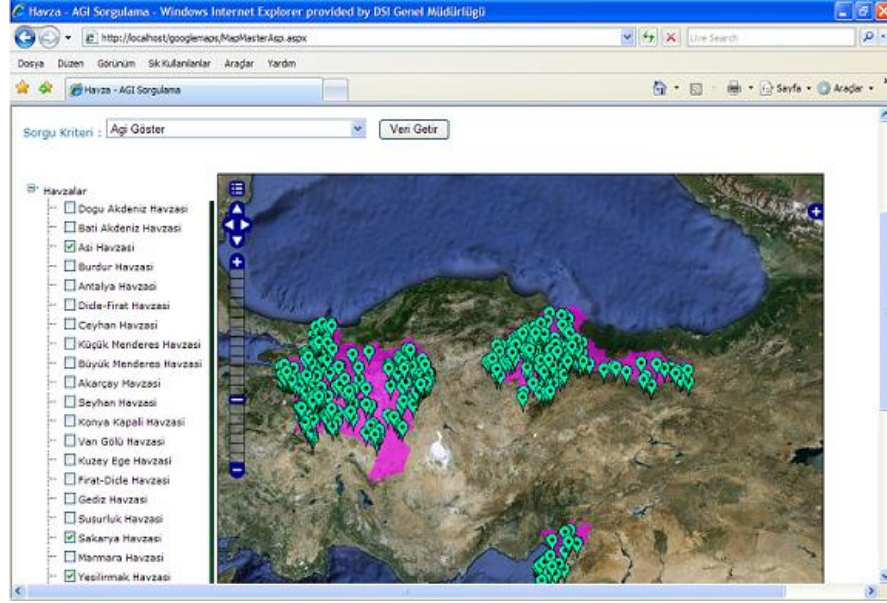 Havza - AGI Sorgulama - Windows Internet Explorer provided by DSI Genel Müdürlügü
http://localhost/googlemaps/MapMasterAsp.aspx
Live Search
Dosya Düzen Görünüm Sık Kullanılanlar Araçlar Yardım
Havza - AGI Sorgulama
Sayfa
Araçlar
Sorgu Kriteri :
Agi Göster
Veri Getir
Havzalar
Dogu Akdeniz Havzasi
Bati Akdeniz Havzasi
Asi Havzasi
Burdur Havzasi
Antalya Havzasi
Dicle-Firat Havzasi
Ceyhan Havzasi
Küçük Menderes Havzasi
Büyük Menderes Havzasi
Akarçay Havzasi
Seyhan Havzasi
Konya Kapali Havzasi
Van Gölü Havzasi
Kuzey Ege Havzasi
Firat-Dicle Havzasi
Gediz Havzasi
Susurluk Havzasi
Sakarya Havzasi
Marmara Havzasi
Yesilirmak Havzasi